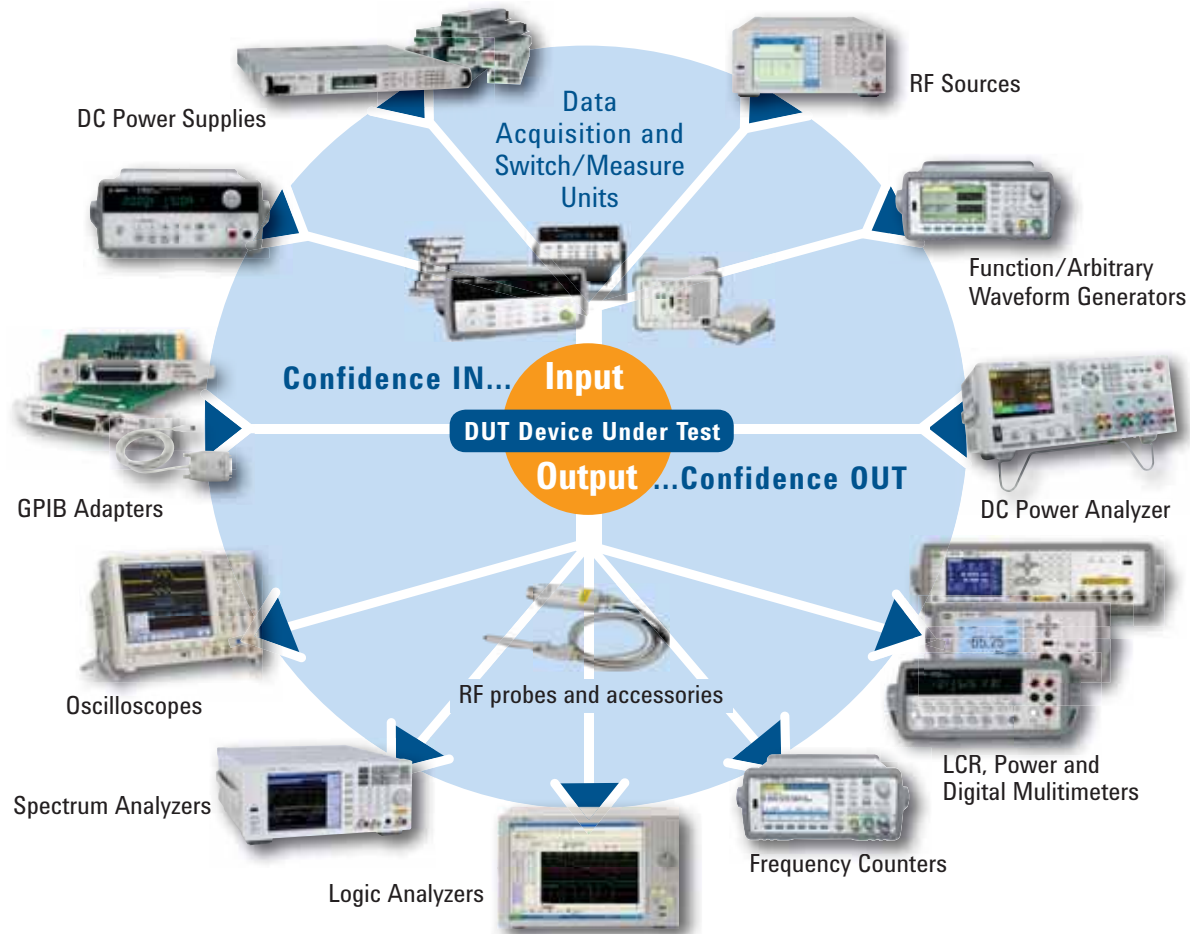 DC Power Supplies
Data
Acquisition and
Switch/Measure
Units
RF Sources
Function/Arbitrary
Waveform Generators
Confidence IN...
Input
DUT Device Under Test
Output
...Confidence OUT
GPIB Adapters
DC Power Analyzer
Oscilloscopes
RF probes and accessories
-65.25
LCR, Power and
Digital Mulitimeters
Spectrum Analyzers
Frequency Counters
Logic Analyzers